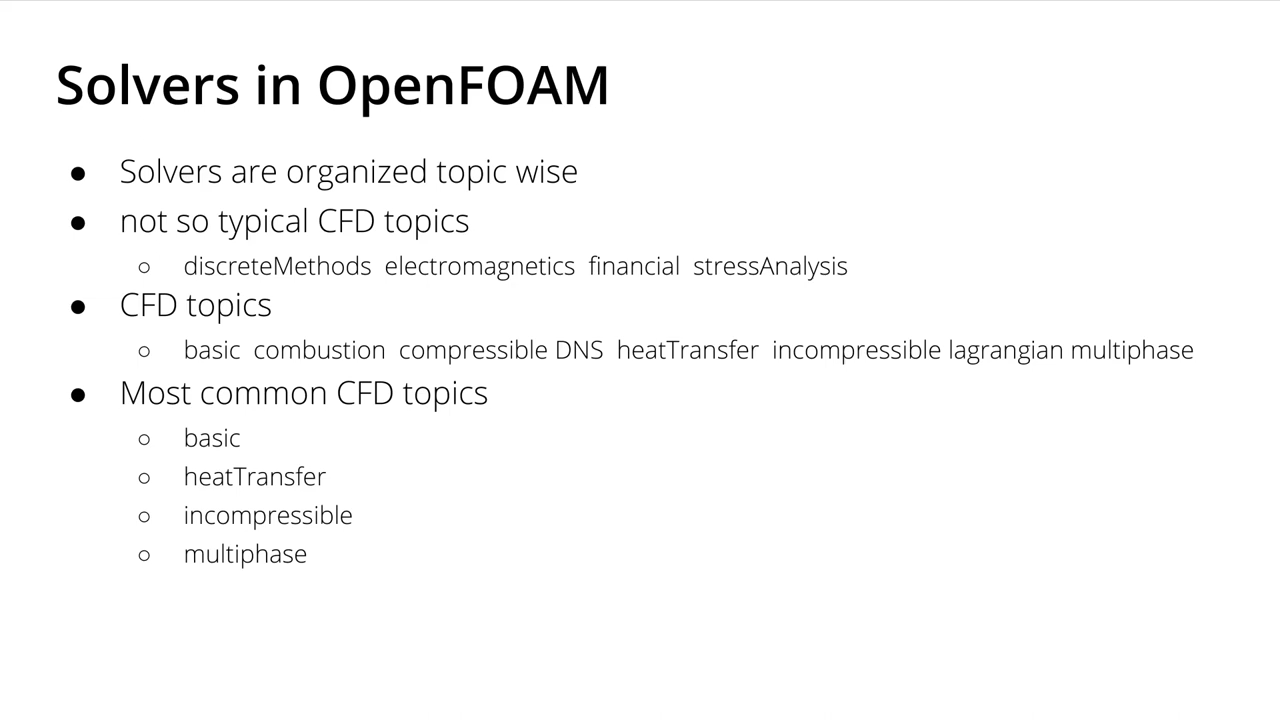 Solvers in OpenFOAM
● Solvers are organized topic wise
● not so typical CFD topics
○ discreteMethods electromagnetics financial stressAnalysis
● CFD topics
○ basic combustion compressible DNS heatTransfer incompressible lagrangian multiphase
● Most common CFD topics
○ basic
○ heatTransfer
○ incompressible
○ multiphase